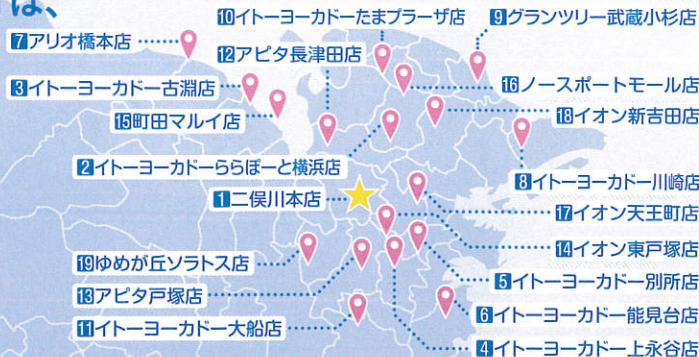 は、
10イトーヨーカドーたまプラーザ店
9グランツリー武蔵小杉店
7アリオ橋本店
12アピタ長津田店
3イトーヨーカドー古淵店
16ノースポートモール店
15町田マルイ店
18イオン新吉田店
2イトーヨーカドーららぽーと横浜店
8イトーヨーカドー川崎店
1二俣川本店
17イオン天王町店
14イオン東戸塚店
19ゆめが丘ソラトス店
5イトーヨーカドー別所店
13アピタ戸塚店
6イトーヨーカドー能見台店
11イトーヨーカドー大船店
4イトーヨーカドー上永谷店